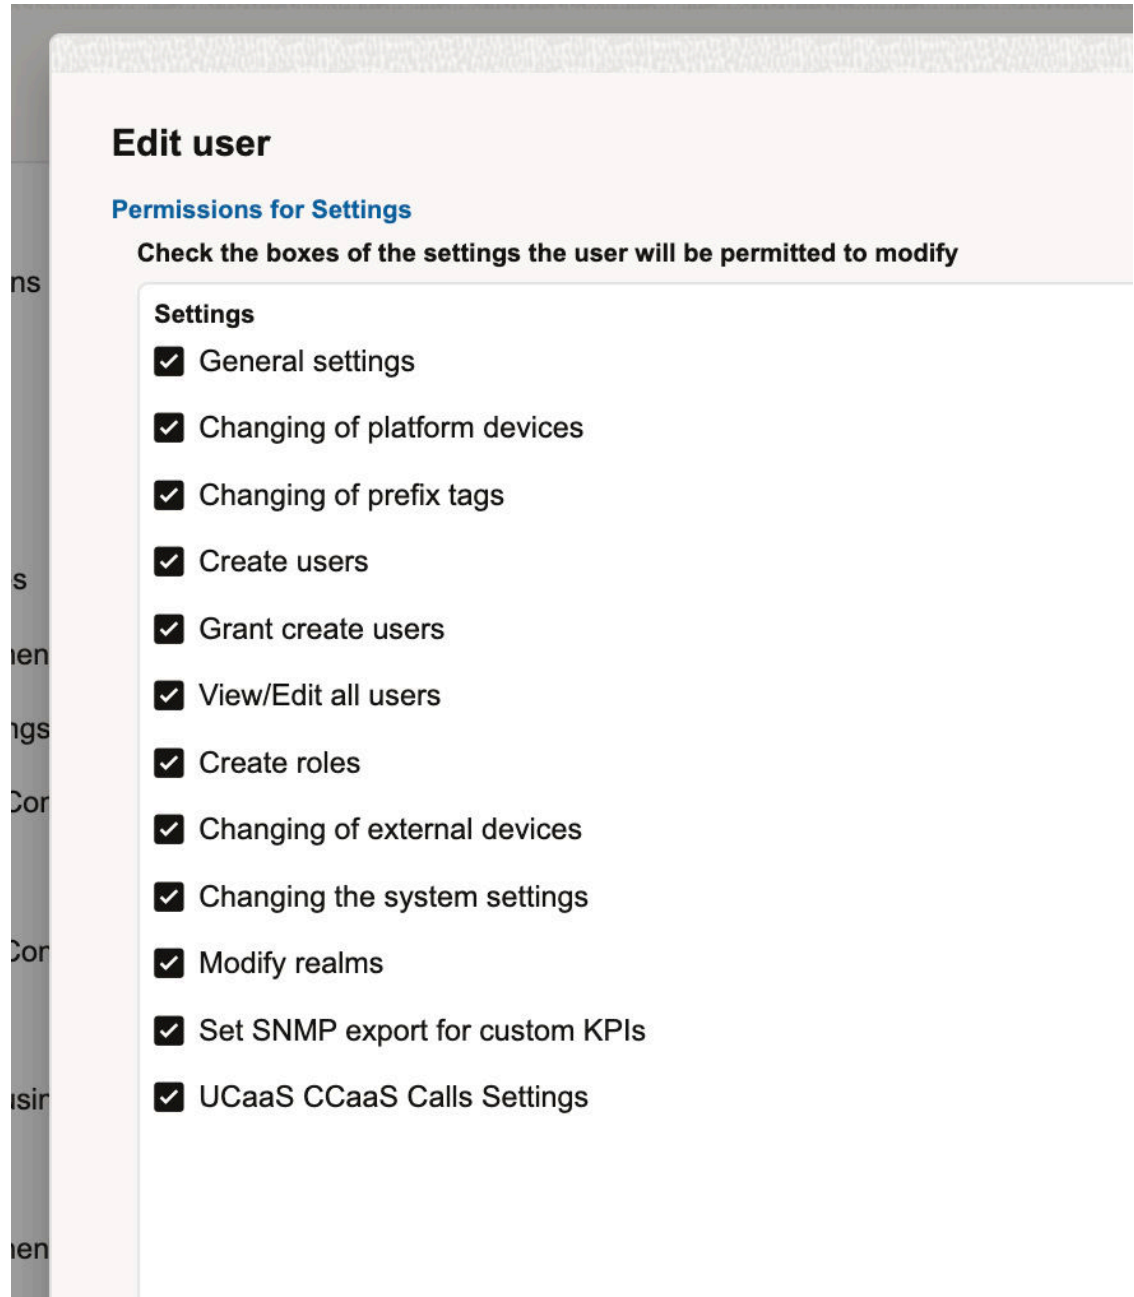 Edit user
Permissions for Settings
Check the boxes of the settings the user will be permitted to modify
Settings
General settings
Changing of platform devices
Changing of prefix tags
Create users
Grant create users
View/Edit all users
Create roles
Changing of external devices
Changing the system settings
Modify realms
Set SNMP export for custom KPIs
UCaaS CCaaS Calls Settings